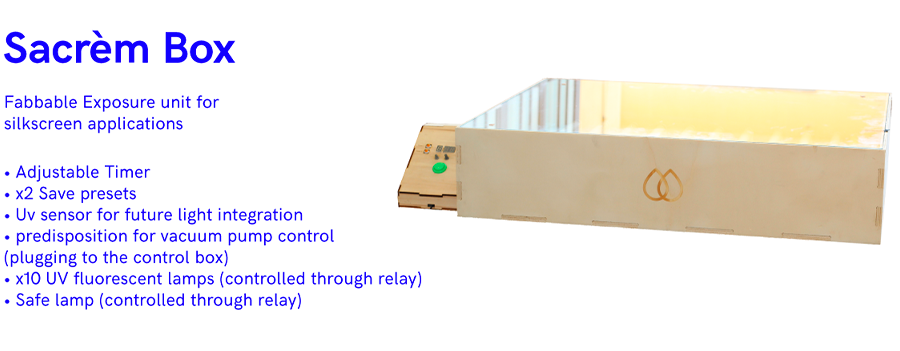 Sacrèm Box
Fabbable Exposure unit for
silkscreen applications
• Adjustable Timer
• x2 Save presets
• Uv sensor for future light integration
• predisposition for vacuum pump control
(plugging to the control box)
• x10 UV fluorescent lamps (controlled through relay)
• Safe lamp (controlled through relay)